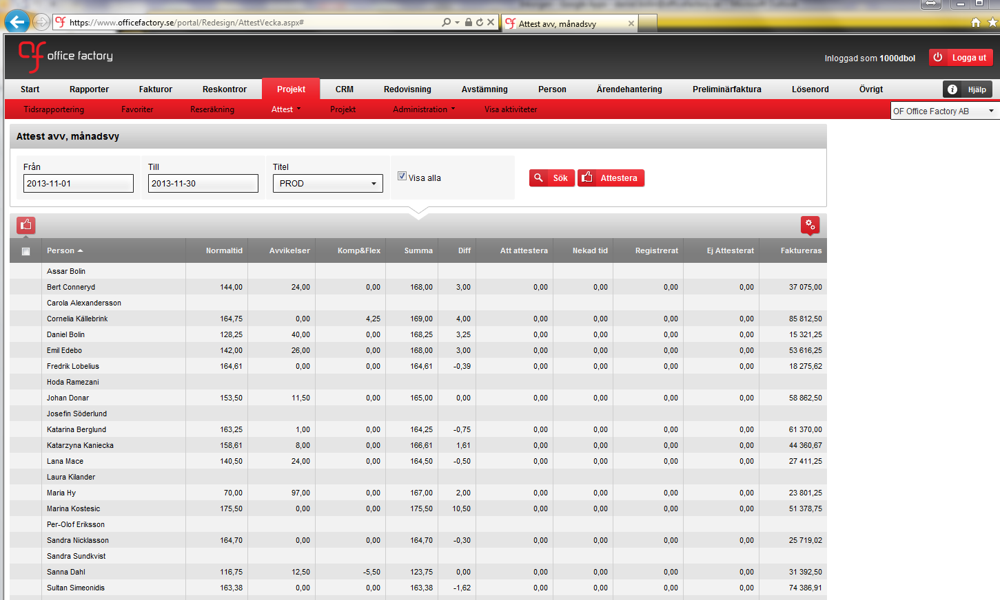 https://www.officefactory.se/portal/Redesign/AttestVecka.aspx#
Attest avv, månadsvy
office factory
Inloggad som 1000dbol
Logga ut
Start Rapporter Fakturor Reskontror Projekt CRM Redovisning Avstämning Person Ärendehantering Preliminärfaktura Lösenord Övrigt Hjälp
Tidsrapportering Favoriter Reseräkning Attest Projekt Administration Visa aktiviteter
OF Office Factory AB
Attest avv, månadsvy
Från Till Titel
2013-11-01 2013-11-30 PROD Visa alla Sök Attestera
Person Normaltid Avvikelser Komp&Flex Summa Diff Att attestera Nekad tid Registrerat Ej Attesterat Faktureras
Assar Bolin
Bert Conneryd 144,00 24,00 0,00 168,00 3,00 0,00 0,00 0,00 0,00 37 075,00
Carola Alexandersson
Cornelia Källebrink 164,75 0,00 4,25 169,00 4,00 0,00 0,00 0,00 0,00 85 812,50
Daniel Bolin 128,25 40,00 0,00 168,25 3,25 0,00 0,00 0,00 0,00 15 321,25
Emil Edebo 142,00 26,00 0,00 168,00 3,00 0,00 0,00 0,00 0,00 53 616,25
Fredrik Lobelius 164,61 0,00 0,00 164,61 -0,39 0,00 0,00 0,00 0,00 18 275,62
Hoda Ramezani
Johan Donar 153,50 11,50 0,00 165,00 0,00 0,00 0,00 0,00 0,00 58 862,50
Josefin Söderlund
Katarina Berglund 163,25 1,00 0,00 164,25 -0,75 0,00 0,00 0,00 0,00 61 370,00
Katarzyna Kaniecka 158,61 8,00 0,00 166,61 1,61 0,00 0,00 0,00 0,00 44 360,67
Lana Mace 140,50 24,00 0,00 164,50 -0,50 0,00 0,00 0,00 0,00 27 411,25
Laura Kilander
Maria Hy 70,00 97,00 0,00 167,00 2,00 0,00 0,00 0,00 0,00 23 801,25
Marina Kostesic 175,50 0,00 0,00 175,50 10,50 0,00 0,00 0,00 0,00 51 378,75
Per-Olof Eriksson
Sandra Nicklasson 164,70 0,00 0,00 164,70 -0,30 0,00 0,00 0,00 0,00 25 719,02
Sandra Sundkvist
Sanna Dahl 116,75 12,50 -5,50 123,75 0,00 0,00 0,00 0,00 0,00 31 392,50
Sultan Simeonidis 163,38 0,00 0,00 163,38 -1,62 0,00 0,00 0,00 0,00 74 386,91